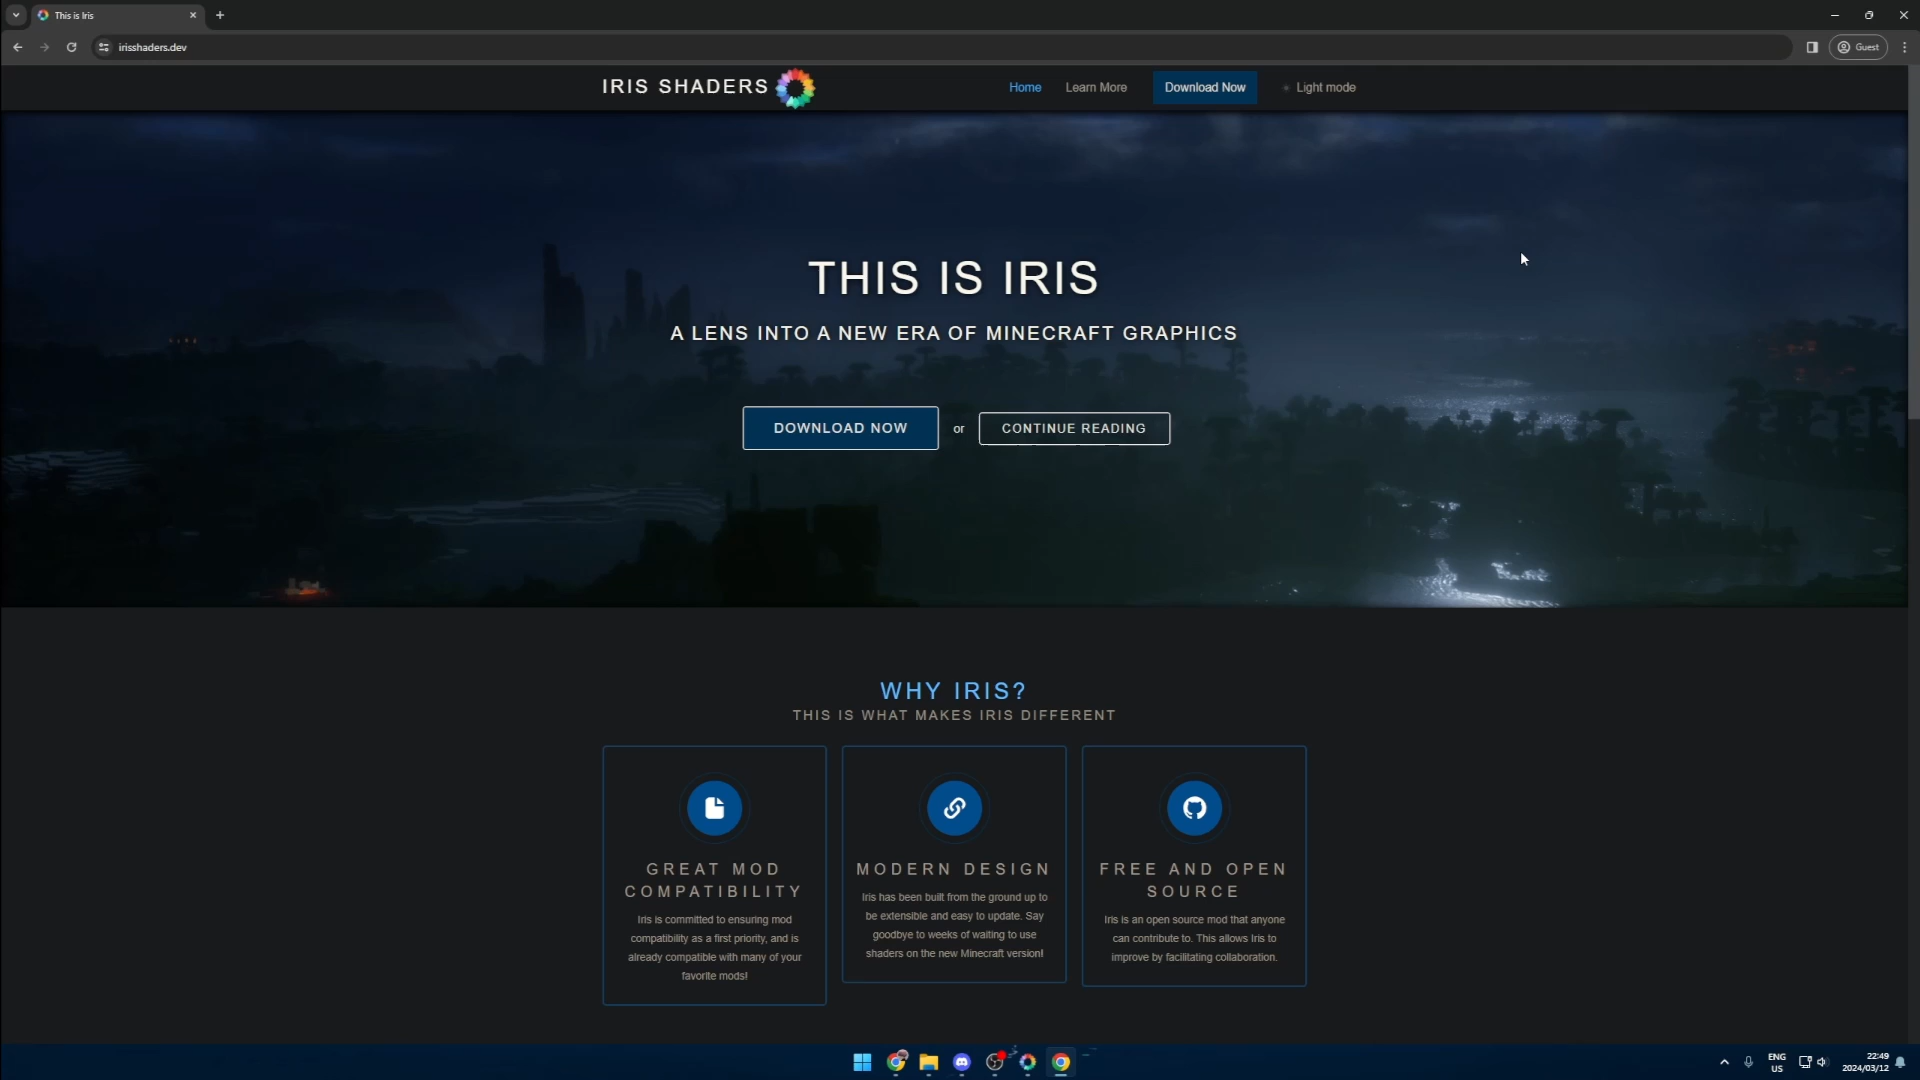 This is Iris
irisshaders.dev
Guest
IRIS SHADERS
Home
Learn More
Download Now
Light mode
THIS IS IRIS
A LENS INTO A NEW ERA OF MINECRAFT GRAPHICS
DOWNLOAD NOW
or
CONTINUE READING
WHY IRIS?
THIS IS WHAT MAKES IRIS DIFFERENT
GREAT MOD
COMPATIBILITY
Iris is committed to ensuring mod
compatibility as a first priority, and is
already compatible with many of your
favorite mods!
MODERN DESIGN
Iris has been built from the ground up to
be extensible and easy to update. Say
goodbye to weeks of waiting to use
shaders on the new Minecraft version!
FREE AND OPEN
SOURCE
Iris is an open source mod that anyone
can contribute to. This allows Iris to
improve by facilitating collaboration.
ENG
US
22:49
2024/03/12